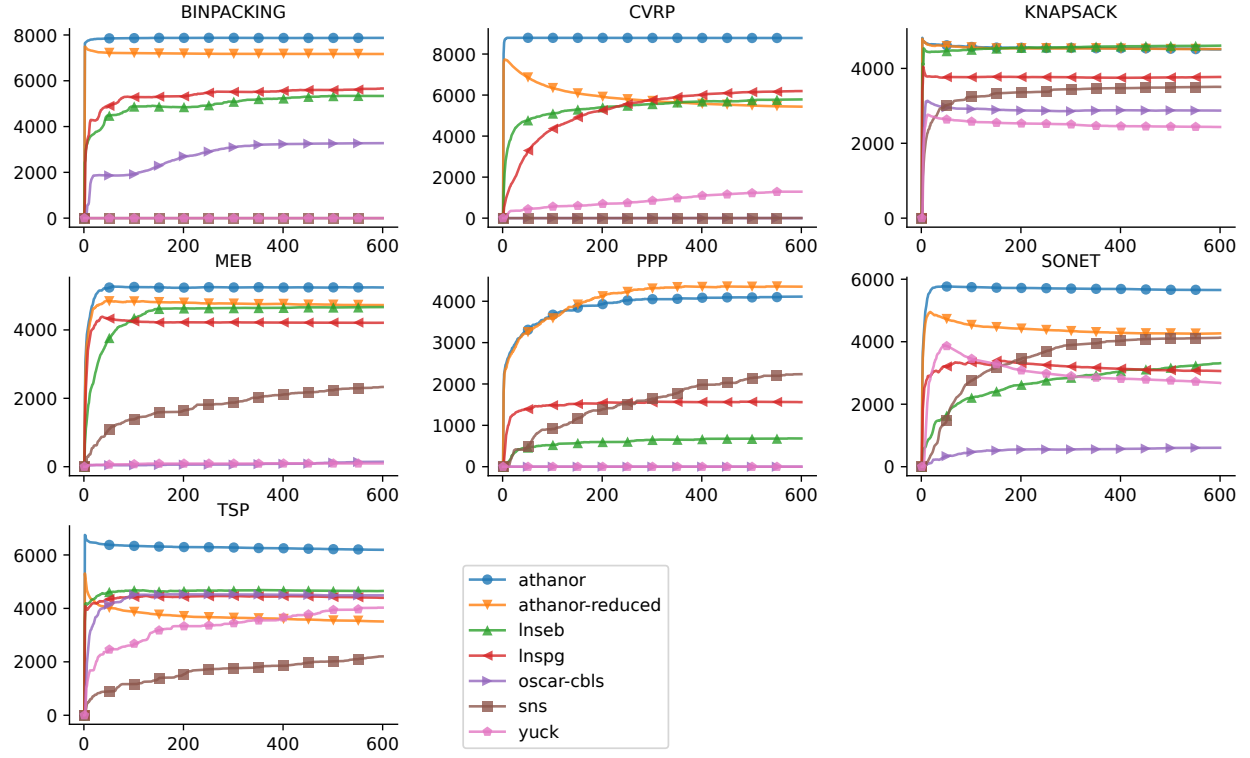 BINPACKING
CVRP
KNAPSACK
8000
6000
4000
2000
0
0 200 400 600
8000
6000
4000
2000
0
0 200 400 600
4000
2000
0
0 200 400 600
MEB
PPP
SONET
4000
2000
0
0 200 400 600
4000
3000
2000
1000
0
0 200 400 600
6000
4000
2000
0
0 200 400 600
TSP
6000
4000
2000
0
0 200 400 600
athanor
athanor-reduced
lnseb
lnspg
oscar-cbls
sns
yuck